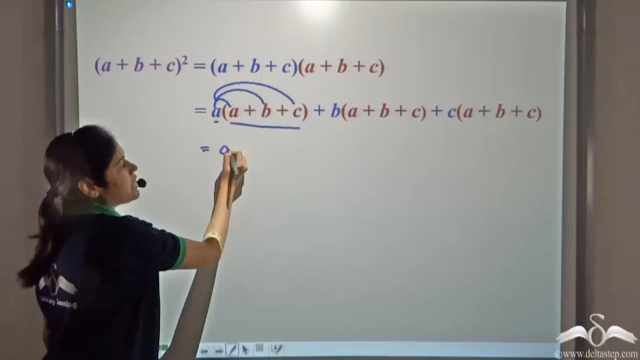 (a + b + c)² = (a + b + c)(a + b + c)
= a(a + b + c) + b(a + b + c) + c(a + b + c)
= a
©www.deltastep.com